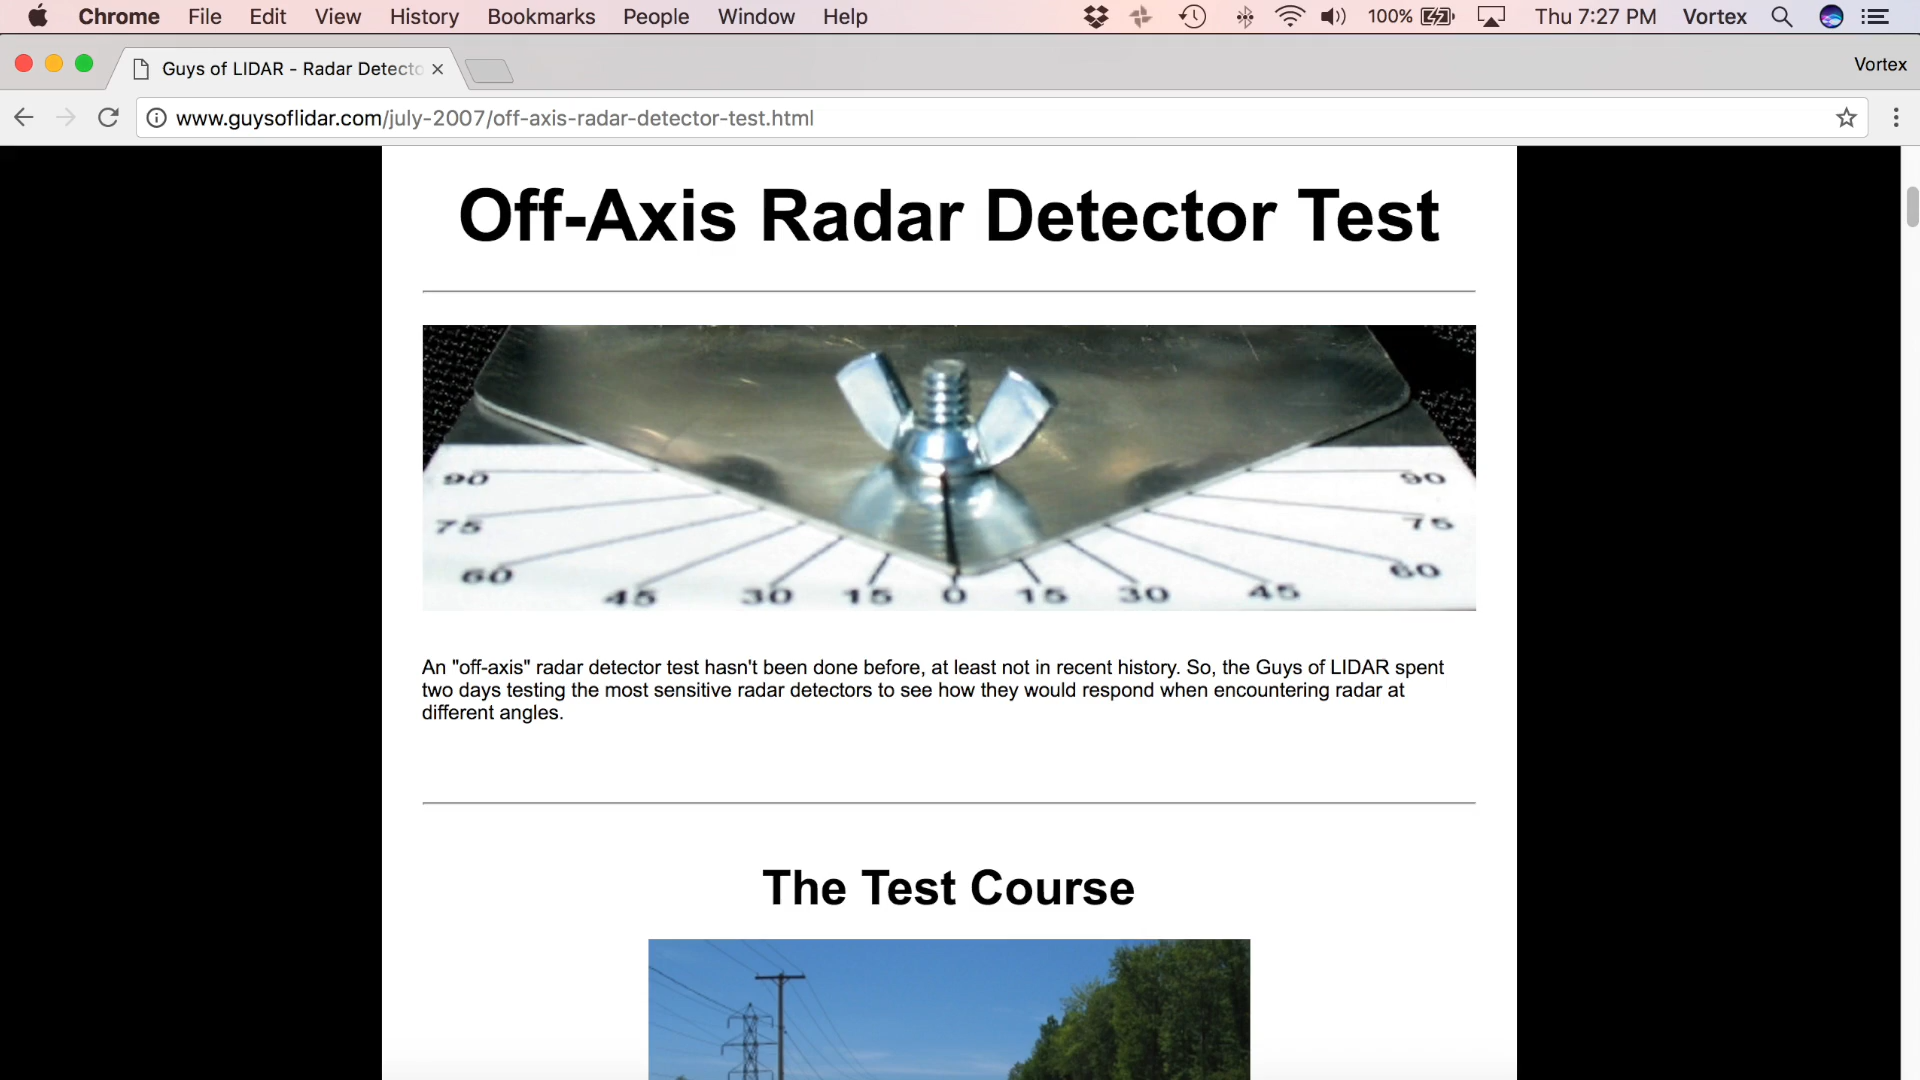 Chrome File Edit View History Bookmarks People Window Help 100% Thu 7:27 PM Vortex
Guys of LIDAR - Radar Detecto
Vortex
www.guysoflidar.com/july-2007/off-axis-radar-detector-test.html
Off-Axis Radar Detector Test
90 90
75 75
60 60
45 30 15 0 15 30 45
An "off-axis" radar detector test hasn't been done before, at least not in recent history. So, the Guys of LIDAR spent
two days testing the most sensitive radar detectors to see how they would respond when encountering radar at
different angles.
The Test Course